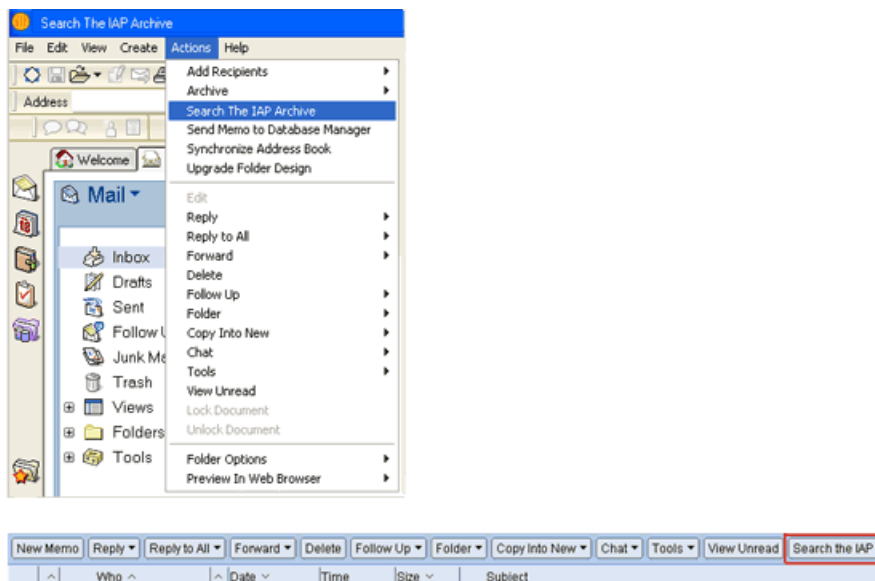 Search The IAP Archive
File Edit View Create Actions Help
Address
Add Recipients
Archive
Search The IAP Archive
Send Memo to Database Manager
Synchronize Address Book
Upgrade Folder Design
Edit
Reply
Reply to All
Forward
Delete
Follow Up
Folder
Copy Into New
Chat
Tools
View Unread
Lock Document
Unlock Document
Folder Options
Preview In Web Browser
Welcome
Mail
Inbox
Drafts
Sent
Follow U
Junk Me
Trash
Views
Folders
Tools
New Memo Reply Reply to All Forward Delete Follow Up Folder Copy Into New Chat Tools View Unread Search the IAP
Who Date Time Size Subject